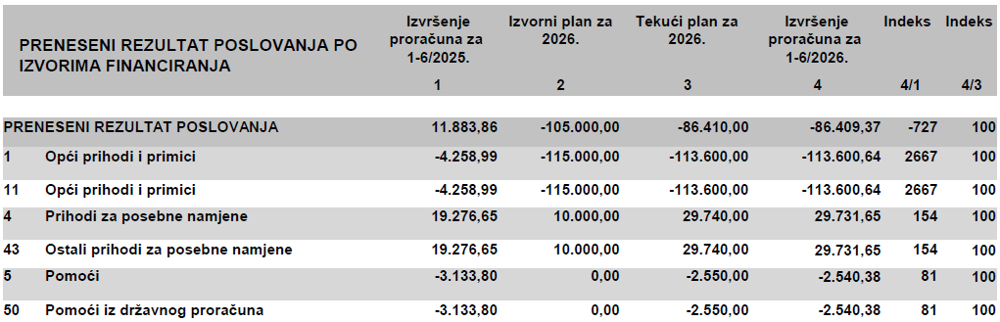 PRENESENI REZULTAT POSLOVANJA PO IZVORIMA FINANCIRANJA Izvršenje proračuna za 1-6/2025. Izvorni plan za 2026. Tekući plan za 2026. Izvršenje proračuna za 1-6/2026. Indeks Indeks
1 2 3 4 4/1 4/3
PRENESENI REZULTAT POSLOVANJA 11.883,86 -105.000,00 -86.410,00 -86.409,37 -727 100
1 Opći prihodi i primici -4.258,99 -115.000,00 -113.600,00 -113.600,64 2667 100
11 Opći prihodi i primici -4.258,99 -115.000,00 -113.600,00 -113.600,64 2667 100
4 Prihodi za posebne namjene 19.276,65 10.000,00 29.740,00 29.731,65 154 100
43 Ostali prihodi za posebne namjene 19.276,65 10.000,00 29.740,00 29.731,65 154 100
5 Pomoći -3.133,80 0,00 -2.550,00 -2.540,38 81 100
50 Pomoći iz državnog proračuna -3.133,80 0,00 -2.550,00 -2.540,38 81 100